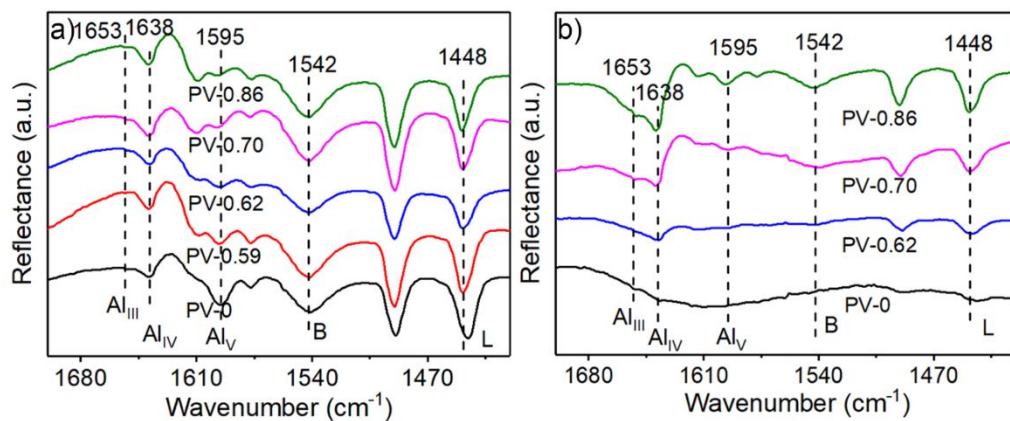 a)
1653
1638
1595
1542
1448
PV-0.86
PV-0.70
PV-0.62
PV-0.59
PV-0
Al_III
Al_IV
Al_V
B
L
Reflectance (a.u.)
1680
1610
1540
1470
Wavenumber (cm⁻¹)
b)
1653
1638
1595
1542
1448
PV-0.86
PV-0.70
PV-0.62
PV-0
Al_III
Al_IV
Al_V
B
L
Reflectance (a.u.)
1680
1610
1540
1470
Wavenumber (cm⁻¹)